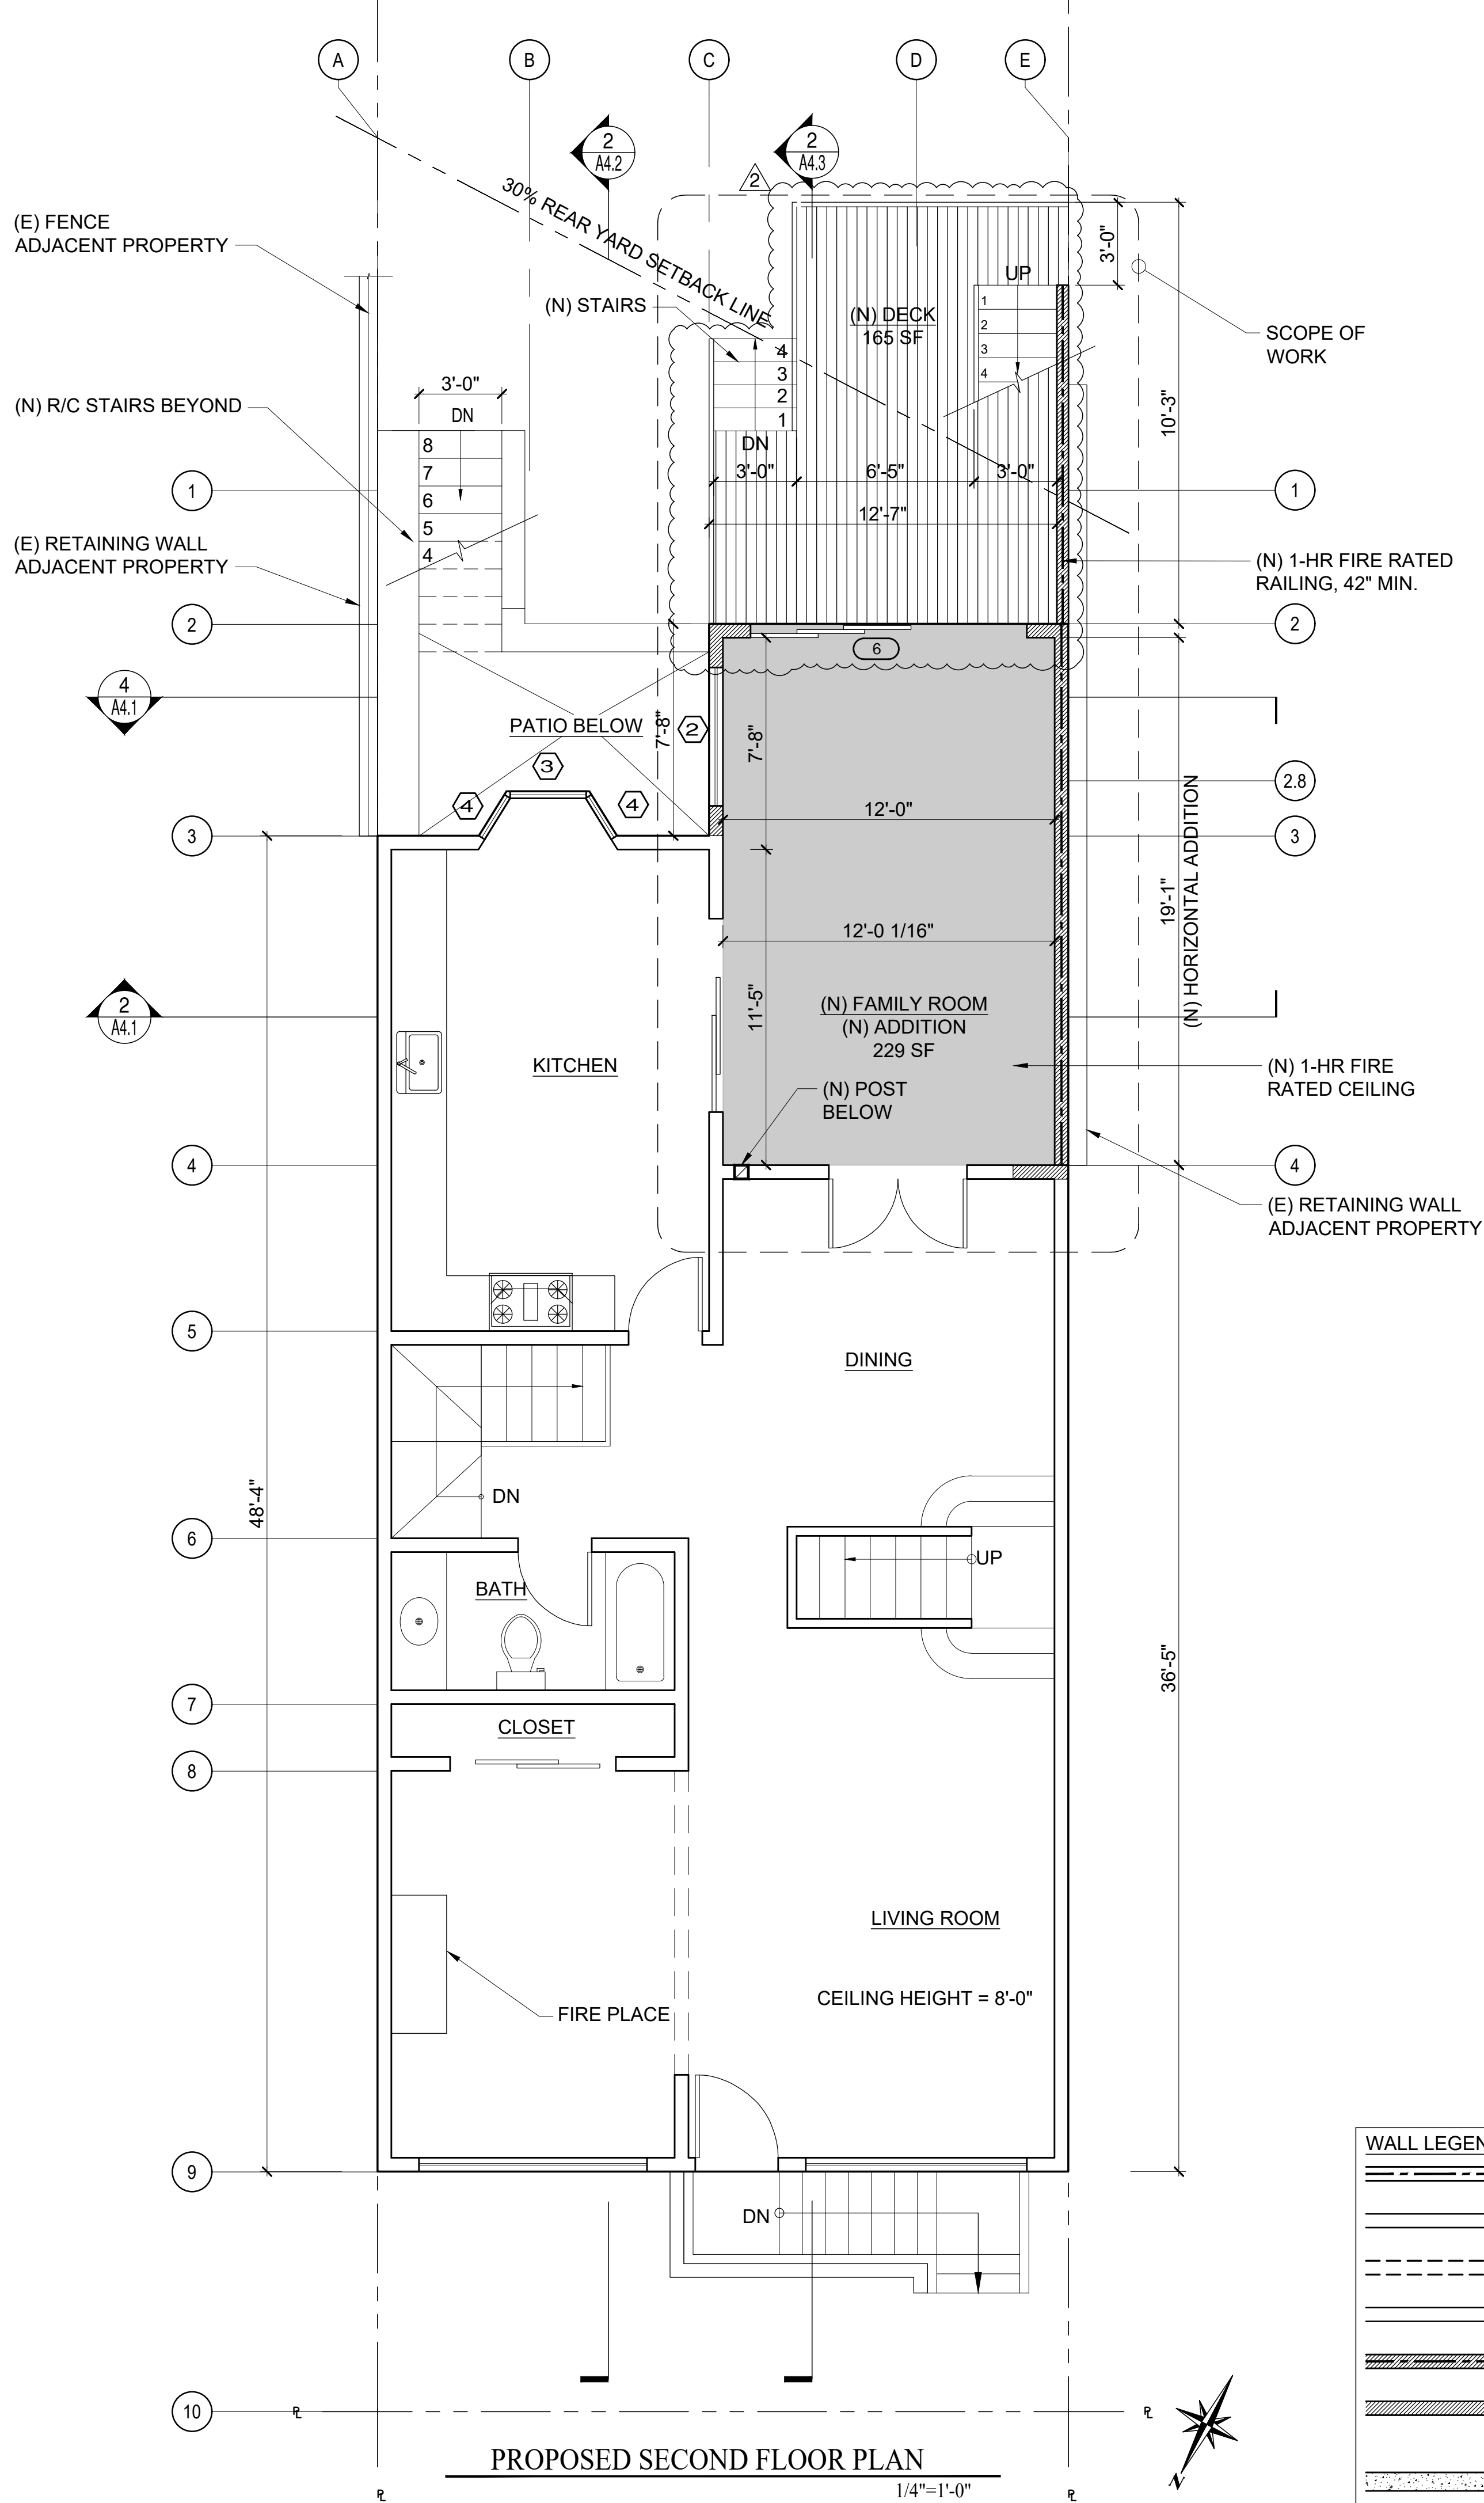 A
B
C
D
E
2
A4.2
2
A4.3
2
30% REAR YARD SETBACK LINE
(E) FENCE
ADJACENT PROPERTY
(N) STAIRS
(N) DECK
165 SF
UP
1
2
3
4
3'-0"
SCOPE OF
WORK
4
3
2
1
DN
3'-0"
6'-5"
3'-0"
12'-7"
10'-3"
3'-0"
DN
(N) R/C STAIRS BEYOND
8
7
6
5
4
1
1
(E) RETAINING WALL
ADJACENT PROPERTY
(N) 1-HR FIRE RATED
RAILING, 42" MIN.
2
2
6
4
A4.1
PATIO BELOW
7'-8"
2
7'-8"
3
4
4
2.8
12'-0"
3
3
19'-1"
(N) HORIZONTAL ADDITION
12'-0 1/16"
11'-5"
(N) FAMILY ROOM
(N) ADDITION
229 SF
2
A4.1
KITCHEN
(N) POST
BELOW
(N) 1-HR FIRE
RATED CEILING
4
4
(E) RETAINING WALL
ADJACENT PROPERTY
5
DINING
48'-4"
DN
6
UP
BATH
36'-5"
7
CLOSET
8
LIVING ROOM
CEILING HEIGHT = 8'-0"
FIRE PLACE
9
WALL LEGEN
DN
10
PL
PL
N
PROPOSED SECOND FLOOR PLAN
1/4"=1'-0"
PL
PL